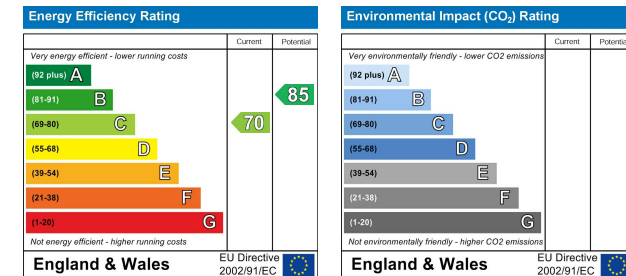 Energy Efficiency Rating
Current Potential
Very energy efficient - lower running costs
(92 plus) A
(81-91) B
85
(69-80) C
70
(55-68) D
(39-54) E
(21-38) F
(1-20) G
Not energy efficient - higher running costs
England & Wales
EU Directive
2002/91/EC
Environmental Impact (CO₂) Rating
Current Potential
Very environmentally friendly - lower CO2 emissions
(92 plus) A
(81-91) B
(69-80) C
(55-68) D
(39-54) E
(21-38) F
(1-20) G
Not environmentally friendly - higher CO2 emissions
England & Wales
EU Directive
2002/91/EC